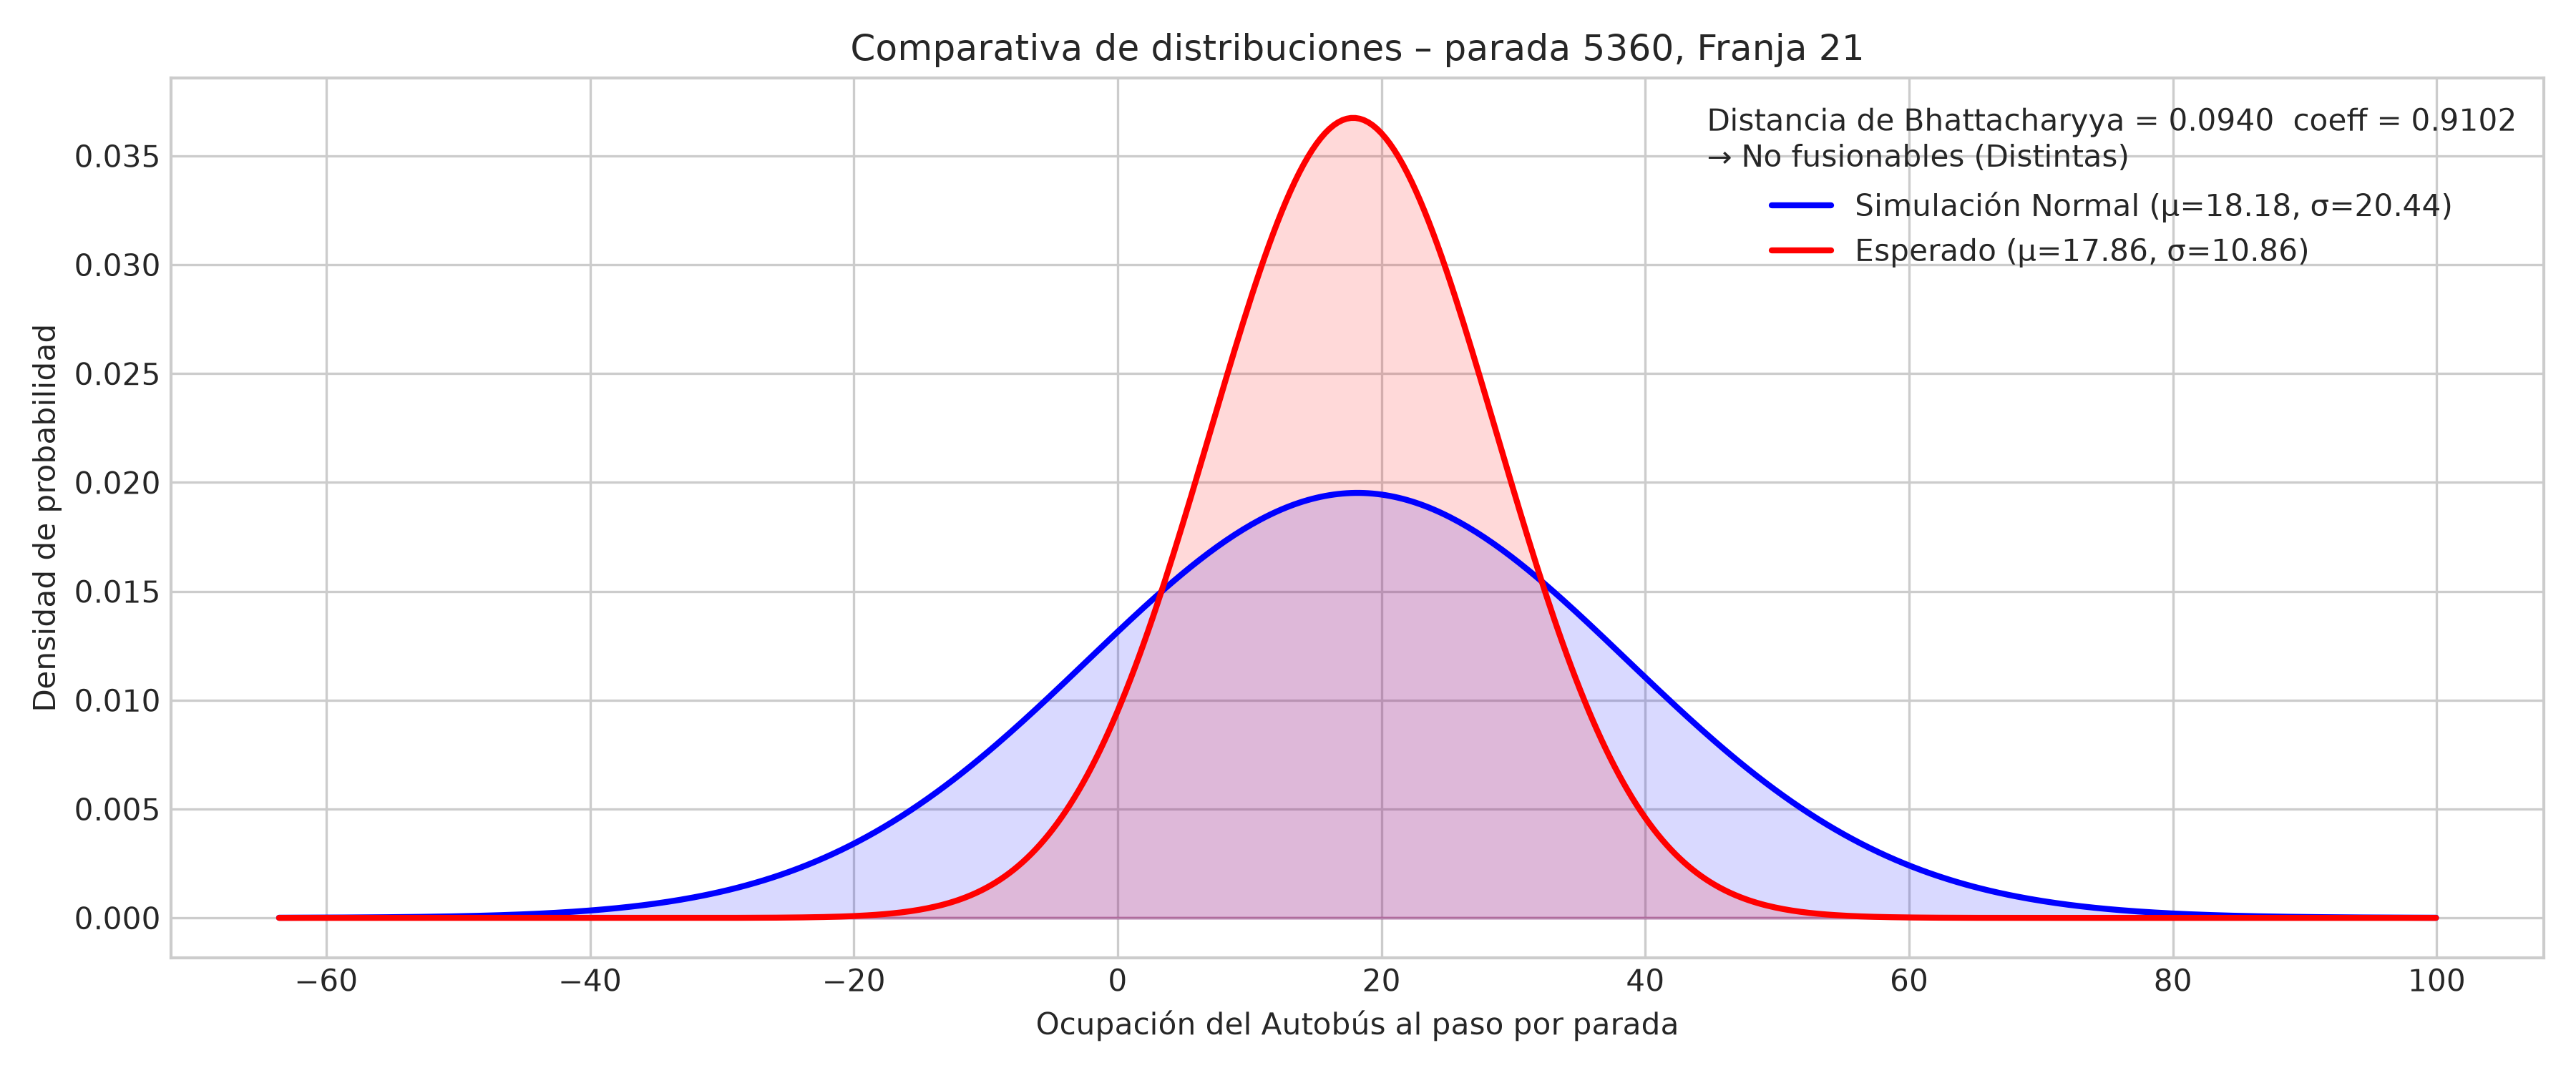 Comparativa de distribuciones – parada 5360, Franja 21
Distancia de Bhattacharyya = 0.0940  coeff = 0.9102
→ No fusionables (Distintas)
Simulación Normal (μ=18.18, σ=20.44)
Esperado (μ=17.86, σ=10.86)
Densidad de probabilidad
0.035
0.030
0.025
0.020
0.015
0.010
0.005
0.000
−60 −40 −20 0 20 40 60 80 100
Ocupación del Autobús al paso por parada